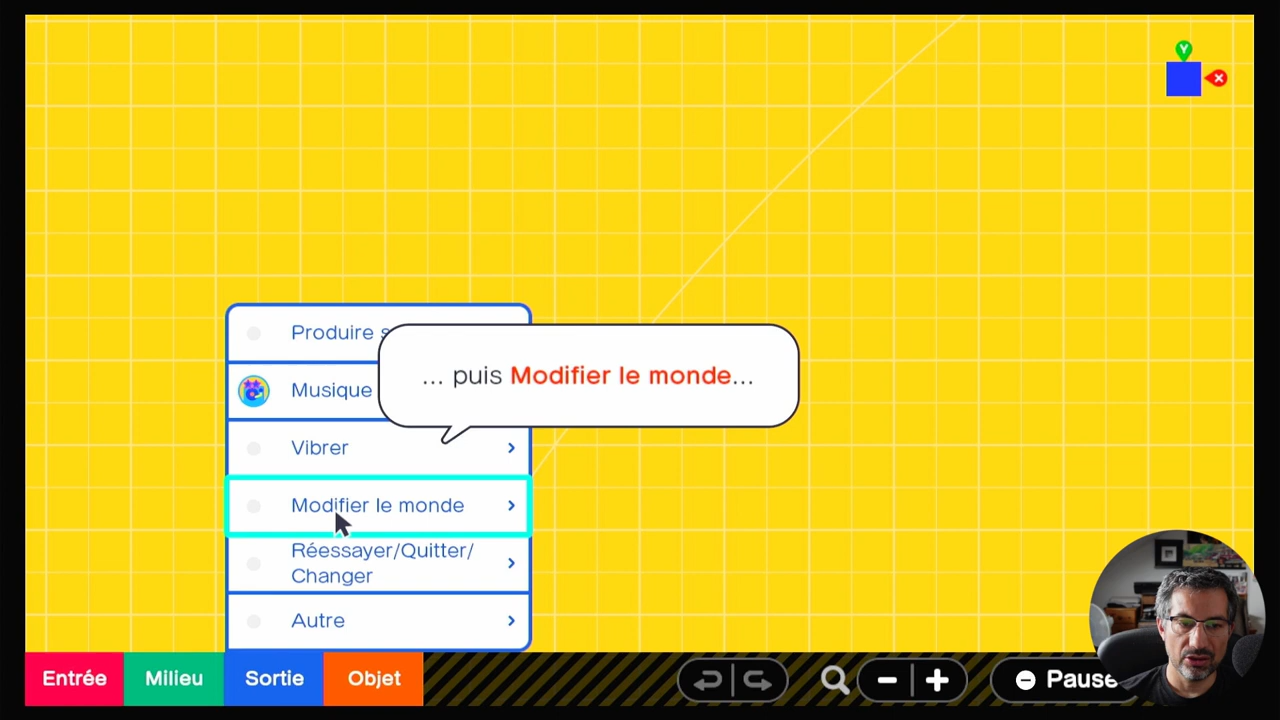 Y
X
Produire s
... puis Modifier le monde...
Musique
Vibrer
Modifier le monde
Réessayer/Quitter/
Changer
Autre
Entrée
Milieu
Sortie
Objet
Pause